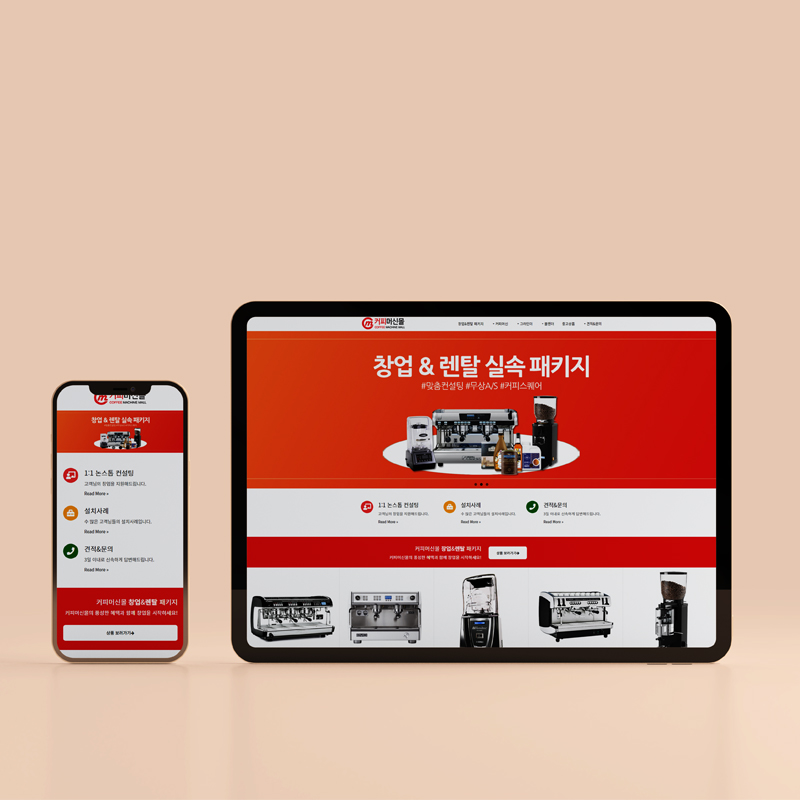 커피머신몰
COFFEE MACHINE MALL
창업&렌탈 실속 패키지
1:1 논스톱 컨설팅
고객님의 창업을 지원해드립니다.
Read More »
설치사례
수 많은 고객님들의 설치사례입니다.
Read More »
견적&문의
3일 이내로 신속하게 답변해드립니다.
Read More »
커피머신몰 창업&렌탈 패키지
커피머신몰의 풍성한 혜택과 함께 창업을 시작하세요!
상품 보러가기
커피머신몰
COFFEE MACHINE MALL
창업&렌탈 패키지 커피머신 그라인더 블렌더 중고상품 견적&문의
창업 & 렌탈 실속 패키지
#맞춤컨설팅 #무상A/S #커피스퀘어
1:1 논스톱 컨설팅
고객님의 창업을 지원해드립니다.
Read More »
설치사례
수 많은 고객님들의 설치사례입니다.
Read More »
견적&문의
3일 이내로 신속하게 답변해드립니다.
Read More »
커피머신몰 창업&렌탈 패키지
커피머신몰의 풍성한 혜택과 함께 창업을 시작하세요!
상품 보러가기